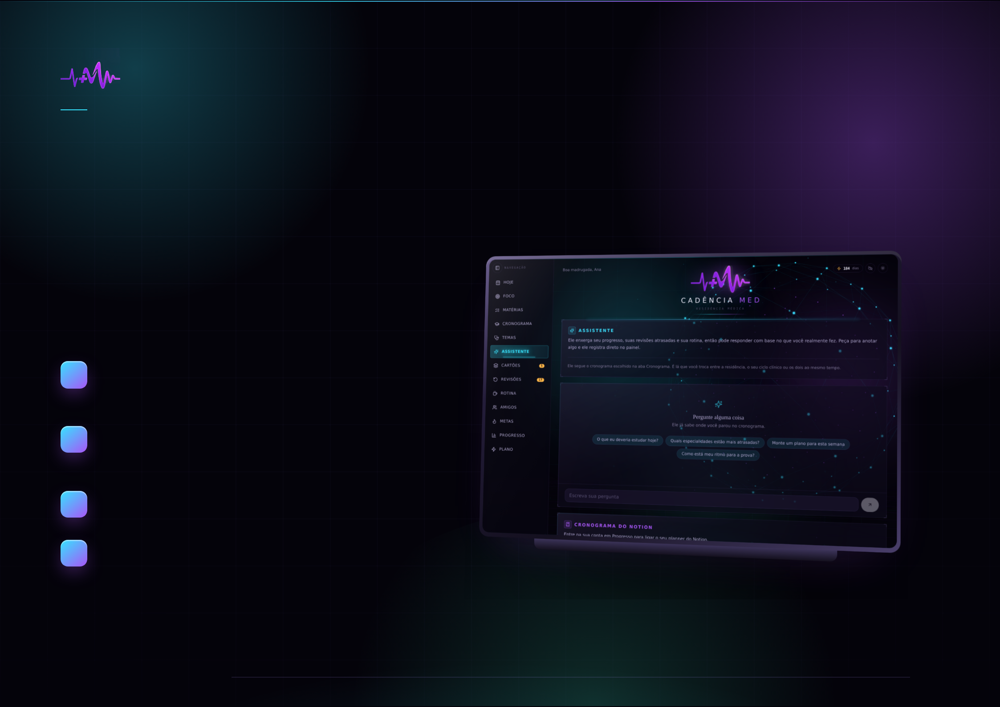 NAVEGAÇÃO
HOJE
FOCO
MATÉRIAS
CRONOGRAMA
TEMAS
ASSISTENTE
CARTÕES 5
REVISÕES 17
ROTINA
AMIGOS
METAS
PROGRESSO
PLANO
Boa madrugada, Ana
184 dias
CADÊNCIA MED
RESIDÊNCIA MÉDICA
ASSISTENTE
Ele enxerga seu progresso, suas revisões atrasadas e sua rotina, então pode responder com base no que você realmente fez. Peça para anotar
algo e ele registra direto no painel.
Ele segue o cronograma escolhido na aba Cronograma. É lá que você troca entre a residência, o seu ciclo clínico ou os dois ao mesmo tempo.
Pergunte alguma coisa
Ele já sabe onde você parou no cronograma.
O que eu deveria estudar hoje?
Quais especialidades estão mais atrasadas?
Monte um plano para esta semana
Como está meu ritmo para a prova?
Escreva sua pergunta
CRONOGRAMA DO NOTION
Entre na sua conta em Progresso para ligar o seu planner do Notion.